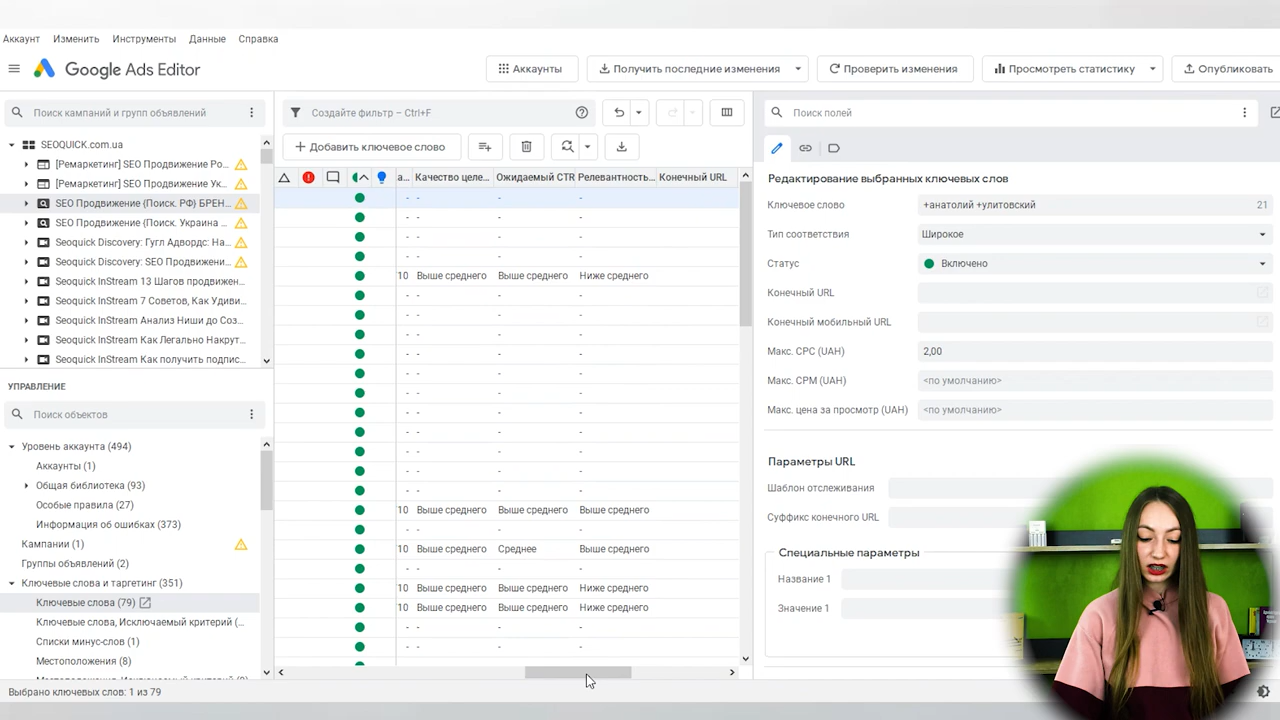 Аккаунт Изменить Инструменты Данные Справка
Google Ads Editor
Аккаунты
Получить последние изменения
Проверить изменения
Просмотреть статистику
Опубликовать
Поиск кампаний и групп объявлений
SEOQUICK.com.ua
[Ремаркетинг] SEO Продвижение Ро...
[Ремаркетинг] SEO Продвижение Ук...
SEO Продвижение {Поиск. РФ} БРЕН...
SEO Продвижение {Поиск. Украина ...
Seoquick Discovery: Гугл Адвордс: На...
Seoquick Discovery: SEO Продвижени...
Seoquick InStream 13 Шагов продвижен...
Seoquick InStream 7 Советов, Как Удиви...
Seoquick InStream Анализ Ниши до Соз...
Seoquick InStream Как Легально Накрут...
Seoquick InStream Как получить подпис...
УПРАВЛЕНИЕ
Поиск объектов
Уровень аккаунта (494)
Аккаунты (1)
Общая библиотека (93)
Особые правила (27)
Информация об ошибках (373)
Кампании (1)
Группы объявлений (2)
Ключевые слова и таргетинг (351)
Ключевые слова (79)
Ключевые слова, Исключаемый критерий (...
Списки минус-слов (1)
Местоположения (8)
Выбрано ключевых слов: 1 из 79
Создайте фильтр – Ctrl+F
Добавить ключевое слово
а... Качество целе... Ожидаемый CTR Релевантность... Конечный URL
- - - -
- - - -
- - - -
- - - -
'10 Выше среднего Выше среднего Ниже среднего
- - - -
- - - -
- - - -
- - - -
- - - -
- - - -
- - - -
- - - -
- - - -
- - - -
- - - -
'10 Выше среднего Выше среднего Выше среднего
- - - -
'10 Выше среднего Среднее Выше среднего
- - - -
'10 Выше среднего Выше среднего Ниже среднего
'10 Выше среднего Выше среднего Ниже среднего
- - - -
- - - -
Поиск полей
Редактирование выбранных ключевых слов
Ключевое слово +анатолий +улитовский 21
Тип соответствия Широкое
Статус Включено
Конечный URL
Конечный мобильный URL
Макс. CPC (UAH) 2,00
Макс. CPM (UAH) <по умолчанию>
Макс. цена за просмотр (UAH) <по умолчанию>
Параметры URL
Шаблон отслеживания
Суффикс конечного URL
Специальные параметры
Название 1
Значение 1